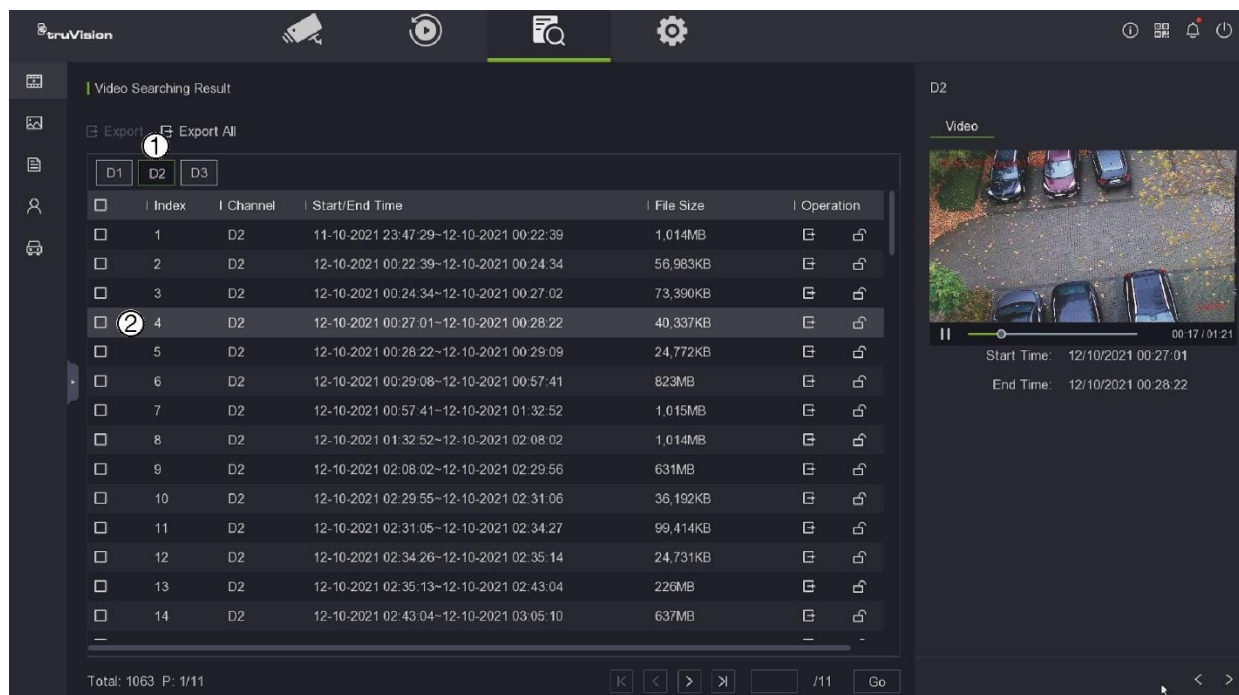 truVision
Video Searching Result
Export Export All
①
D1 D2 D3
Index Channel Start/End Time File Size Operation
1 D2 11-10-2021 23:47:29~12-10-2021 00:22:39 1,014MB
2 D2 12-10-2021 00:22:39~12-10-2021 00:24:34 56,983KB
3 D2 12-10-2021 00:24:34~12-10-2021 00:27:02 73,390KB
② 4 D2 12-10-2021 00:27:01~12-10-2021 00:28:22 40,337KB
5 D2 12-10-2021 00:28:22~12-10-2021 00:29:09 24,772KB
6 D2 12-10-2021 00:29:08~12-10-2021 00:57:41 823MB
7 D2 12-10-2021 00:57:41~12-10-2021 01:32:52 1,015MB
8 D2 12-10-2021 01:32:52~12-10-2021 02:08:02 1,014MB
9 D2 12-10-2021 02:08:02~12-10-2021 02:29:56 631MB
10 D2 12-10-2021 02:29:55~12-10-2021 02:31:06 36,192KB
11 D2 12-10-2021 02:31:05~12-10-2021 02:34:27 99,414KB
12 D2 12-10-2021 02:34:26~12-10-2021 02:35:14 24,731KB
13 D2 12-10-2021 02:35:13~12-10-2021 02:43:04 226MB
14 D2 12-10-2021 02:43:04~12-10-2021 03:05:10 637MB
Total: 1063 P: 1/11
/11 Go
D2
Video
00:17 / 01:21
Start Time: 12/10/2021 00:27:01
End Time: 12/10/2021 00:28:22